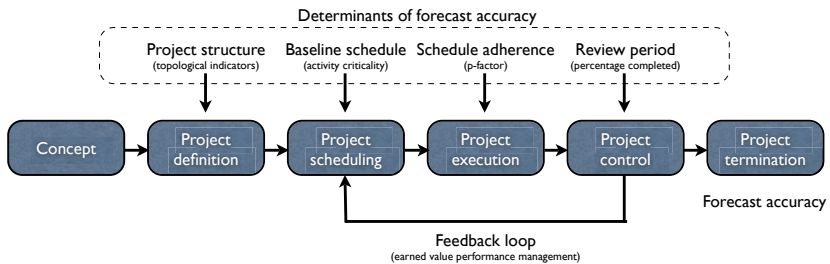 Determinants of forecast accuracy
Project structure
(topological indicators)
Baseline schedule
(activity criticality)
Schedule adherence
(p-factor)
Review period
(percentage completed)
Concept
Project
definition
Project
scheduling
Project
execution
Project
control
Project
termination
Forecast accuracy
Feedback loop
(earned value performance management)